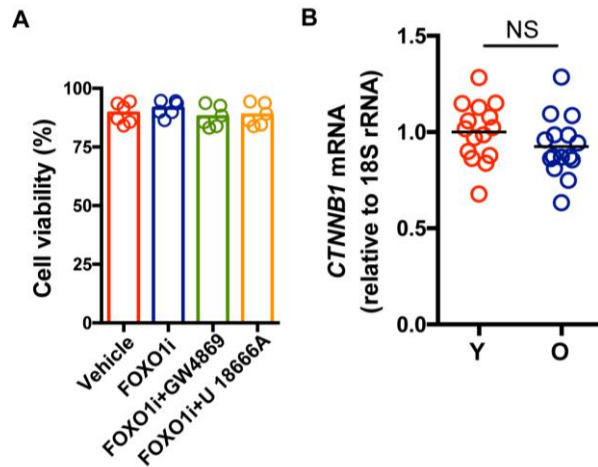 A
Cell viability (%)
100
75
50
25
0
Vehicle
FOXO1i
FOXO1i+GW4869
FOXO1i+U 18666A
B
NS
CTNNB1 mRNA
(relative to 18S rRNA)
1.5
1.0
0.5
0.0
Y
O